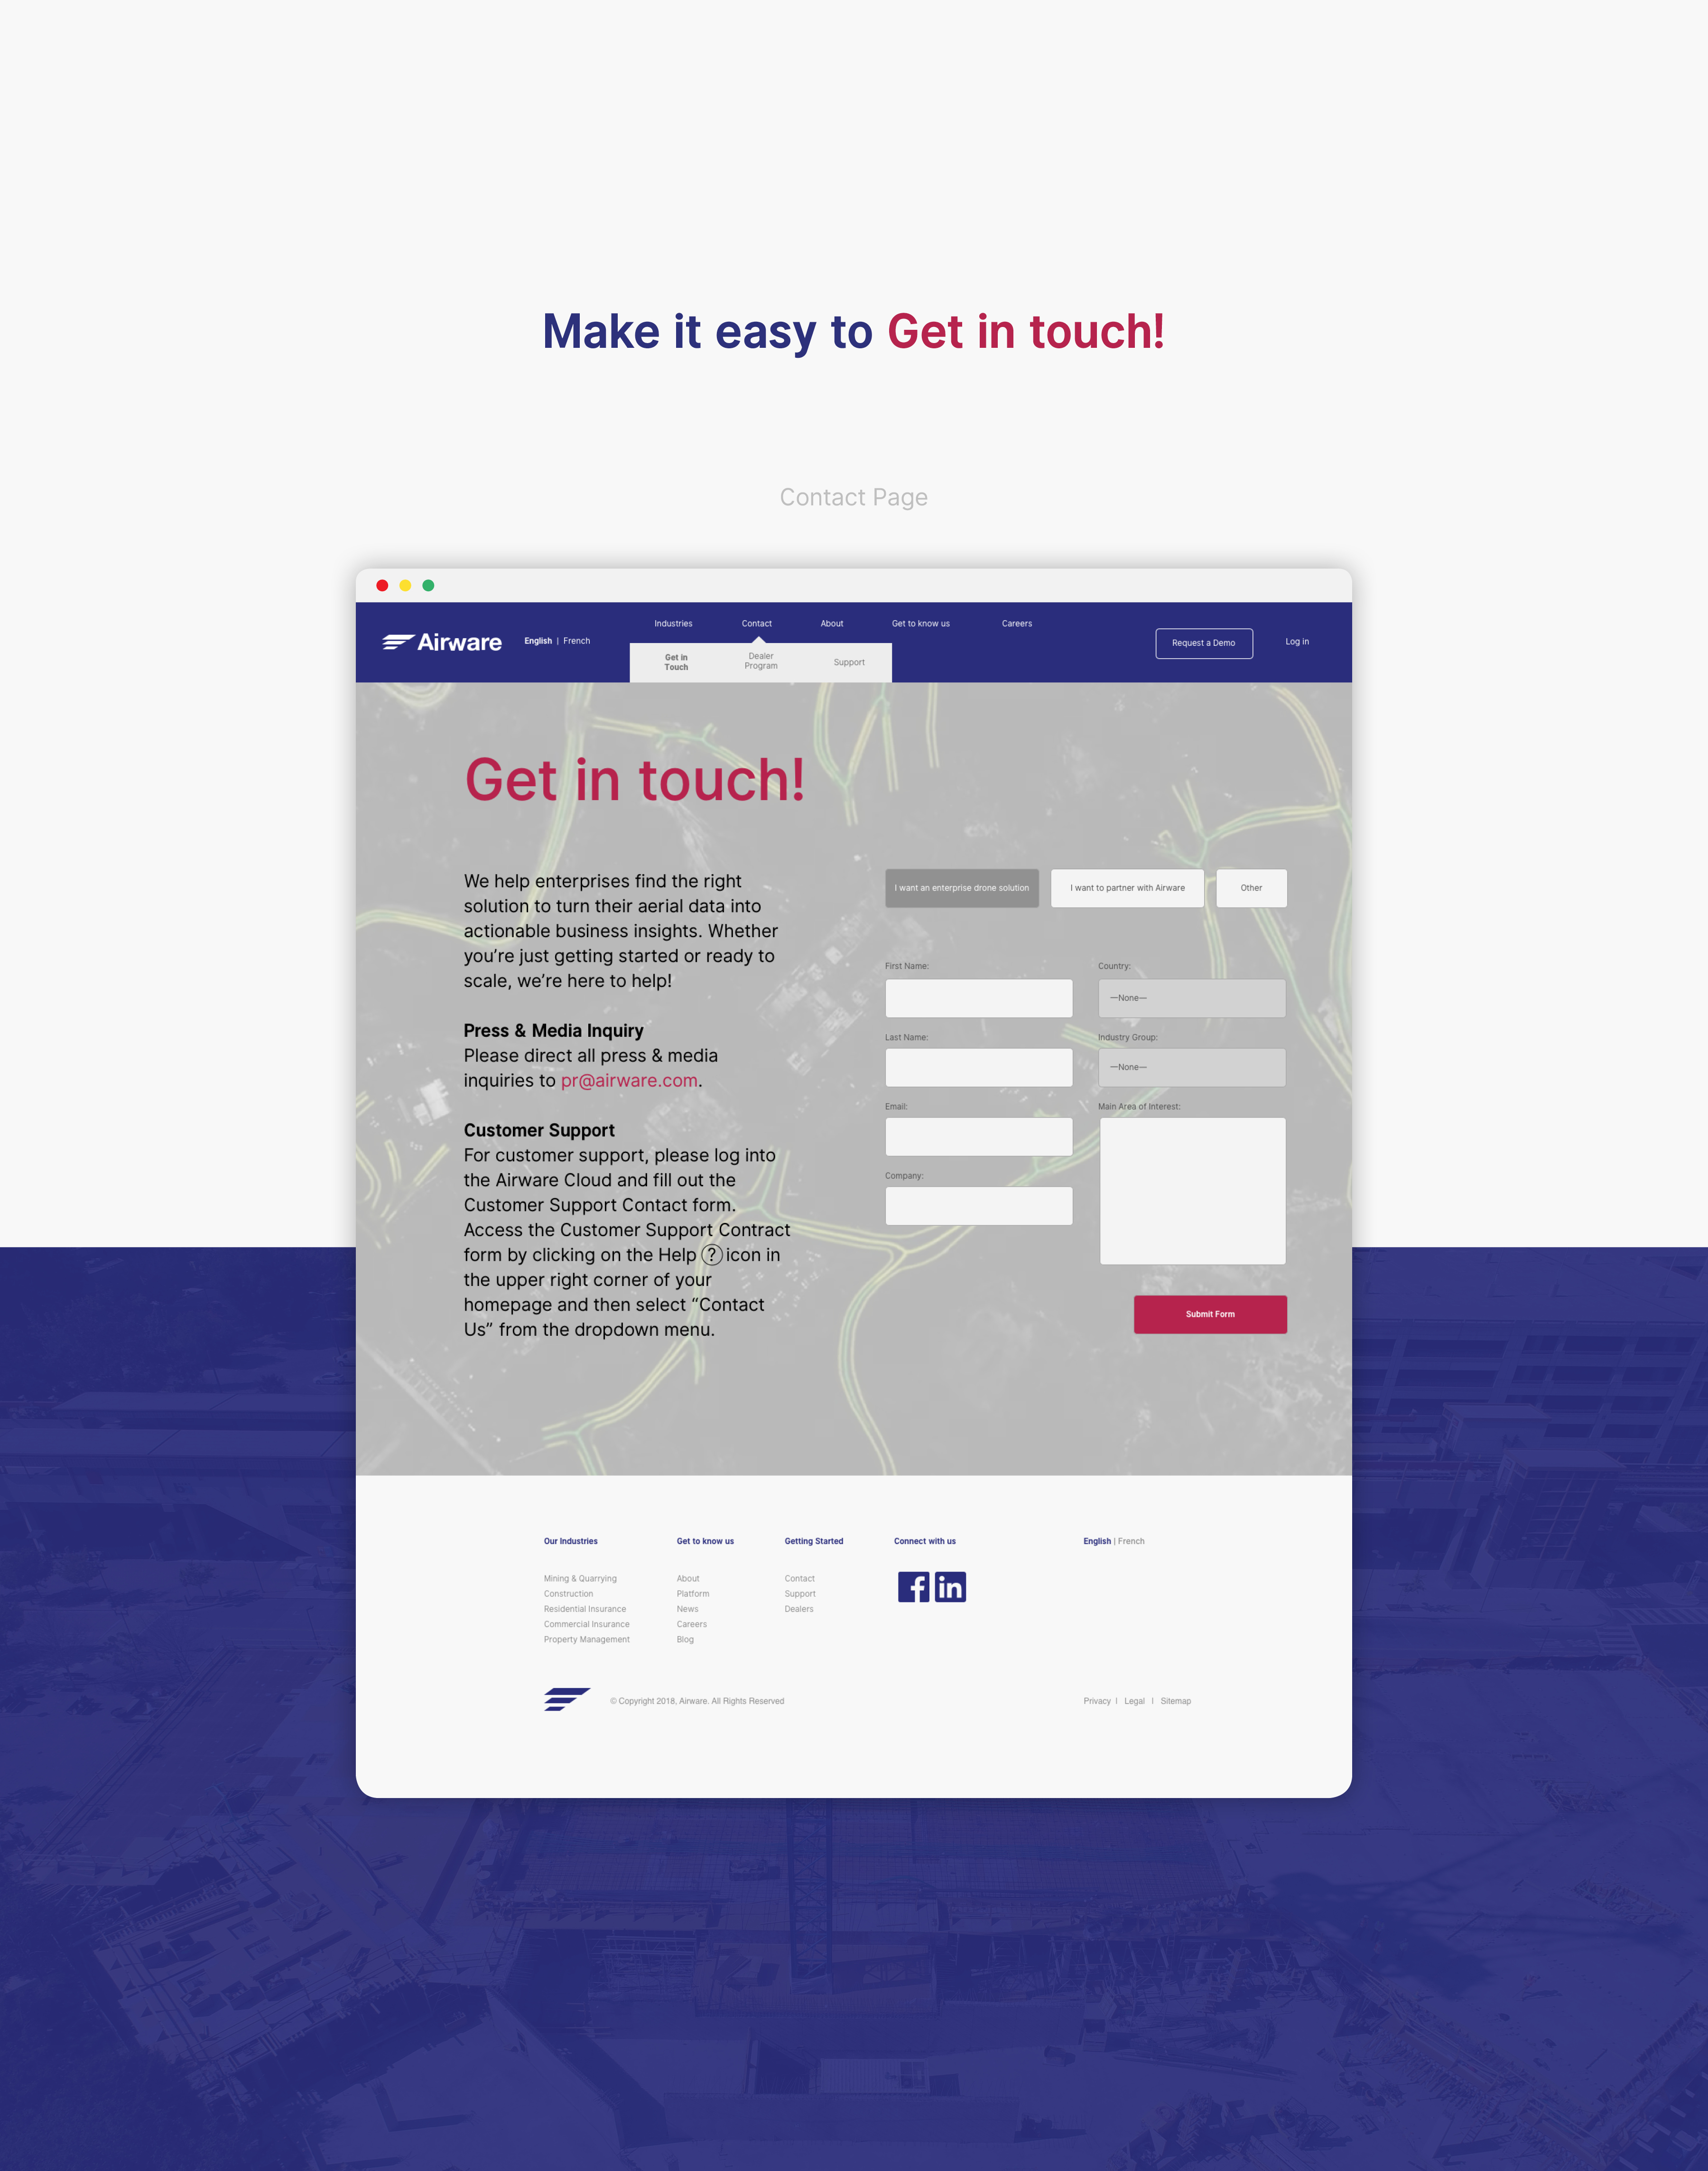 Make it easy to Get in touch!
Contact Page
Industries
Contact
About
Get to know us
Careers
Airware
English | French
Request a Demo
Log in
Get in
Touch
Dealer
Program
Support
Get in touch!
We help enterprises find the right
solution to turn their aerial data into
actionable business insights. Whether
you’re just getting started or ready to
scale, we’re here to help!
Press & Media Inquiry
Please direct all press & media
inquiries to pr@airware.com.
Customer Support
For customer support, please log into
the Airware Cloud and fill out the
Customer Support Contact form.
Access the Customer Support Contract
form by clicking on the Help ? icon in
the upper right corner of your
homepage and then select “Contact
Us” from the dropdown menu.
I want an enterprise drone solution
I want to partner with Airware
Other
First Name:
Last Name:
Email:
Company:
Country:
—None—
Industry Group:
—None—
Main Area of Interest:
Submit Form
Our Industries
Mining & Quarrying
Construction
Residential Insurance
Commercial Insurance
Property Management
Get to know us
About
Platform
News
Careers
Blog
Getting Started
Contact
Support
Dealers
Connect with us
f in
English | French
© Copyright 2018, Airware. All Rights Reserved
Privacy | Legal | Sitemap